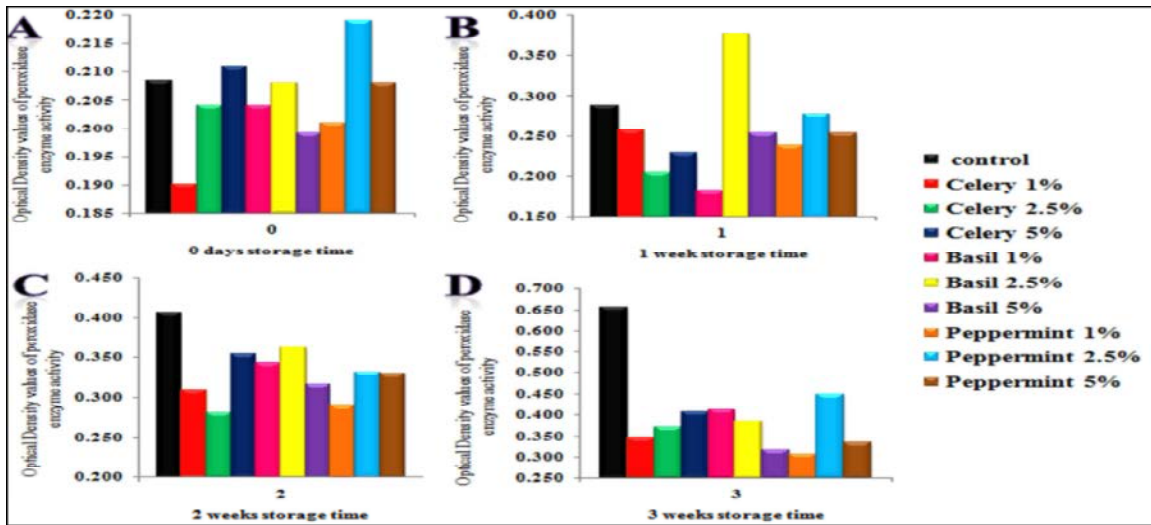 A
Optical Density values of peroxidase
enzyme activity
0.220
0.215
0.210
0.205
0.200
0.195
0.190
0.185
0
0 days storage time
B
Optical Density values of peroxidase
enzyme activity
0.400
0.350
0.300
0.250
0.200
0.150
1
1 week storage time
C
Optical Density values of peroxidase
enzyme activity
0.450
0.400
0.350
0.300
0.250
0.200
2
2 weeks storage time
D
Optical Density values of peroxidase
enzyme activity
0.700
0.650
0.600
0.550
0.500
0.450
0.400
0.350
0.300
0.250
3
3 weeks storage time
control
Celery 1%
Celery 2.5%
Celery 5%
Basil 1%
Basil 2.5%
Basil 5%
Peppermint 1%
Peppermint 2.5%
Peppermint 5%